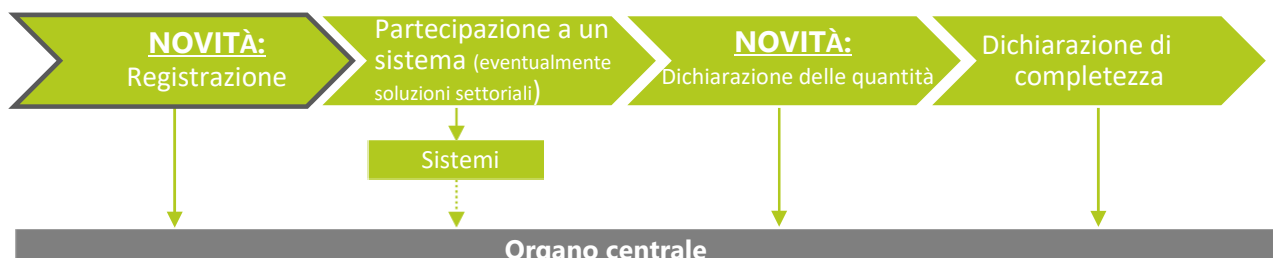 NOVITÀ:
Registrazione
Partecipazione a un
sistema (eventualmente
soluzioni settoriali)
NOVITÀ:
Dichiarazione delle quantità
Dichiarazione di
completezza
Sistemi
Organo centrale